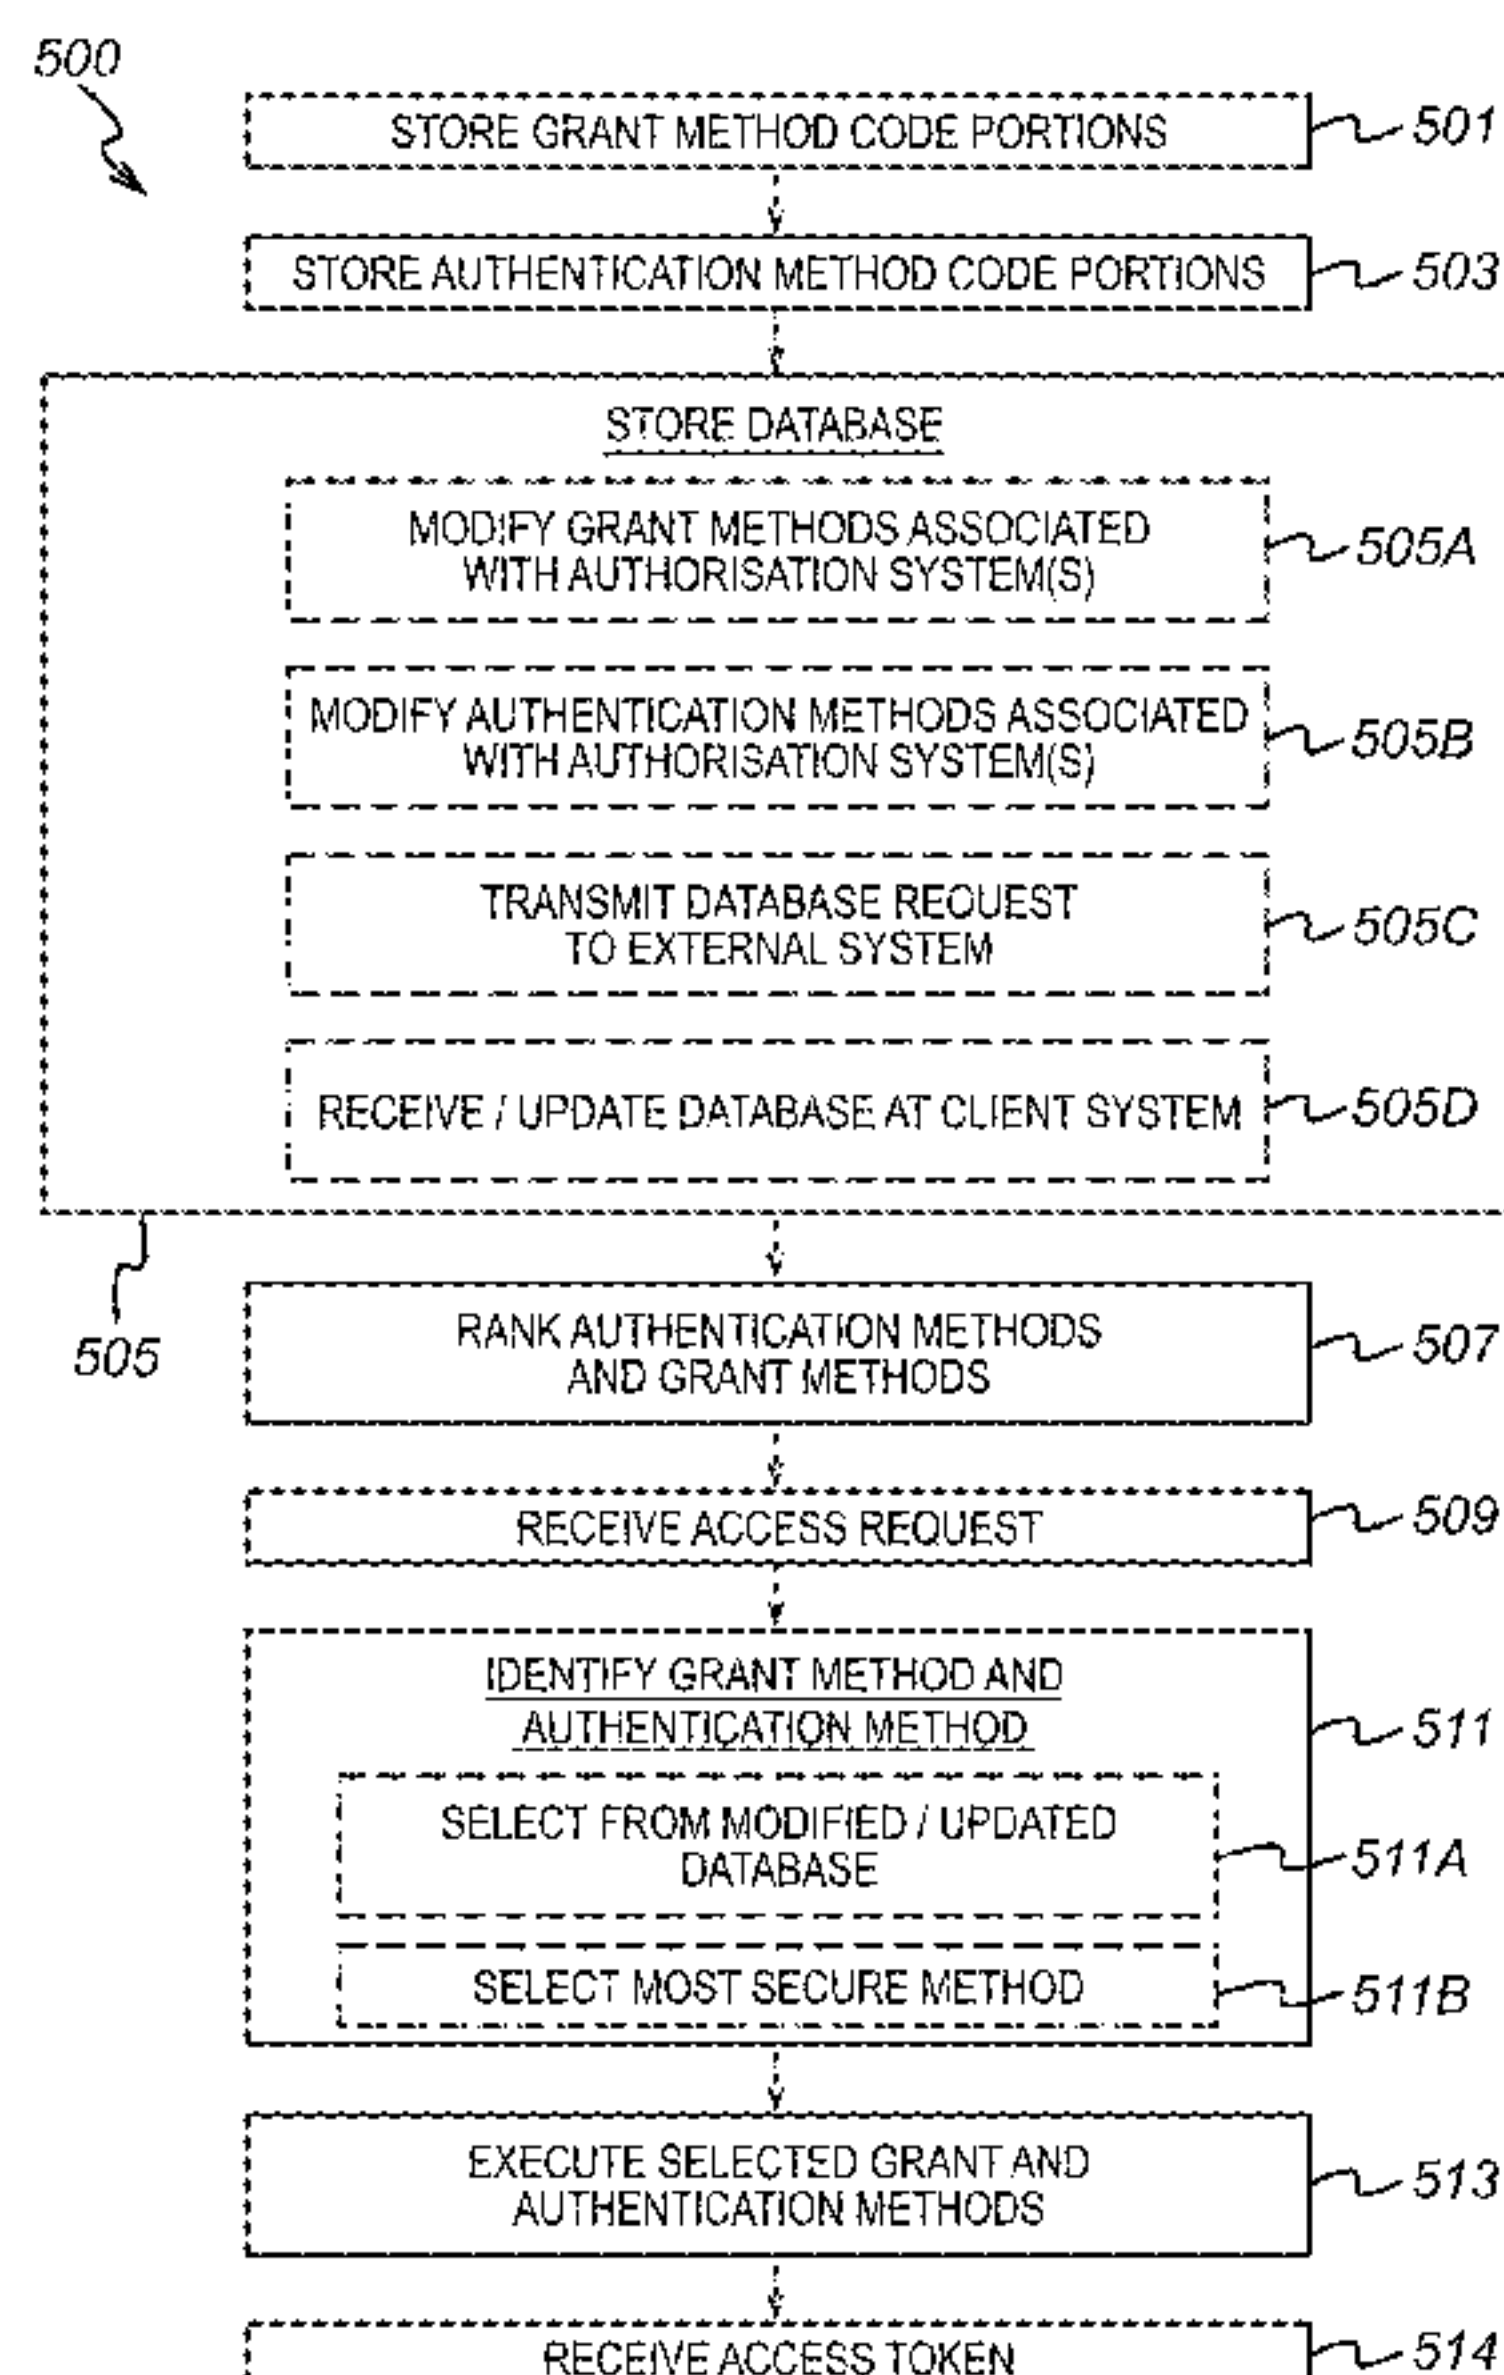 500
STORE GRANT METHOD CODE PORTIONS
501
STORE AUTHENTICATION METHOD CODE PORTIONS
503
STORE DATABASE
MODIFY GRANT METHODS ASSOCIATED
WITH AUTHORISATION SYSTEM(S)
505A
MODIFY AUTHENTICATION METHODS ASSOCIATED
WITH AUTHORISATION SYSTEM(S)
505B
TRANSMIT DATABASE REQUEST
TO EXTERNAL SYSTEM
505C
RECEIVE / UPDATE DATABASE AT CLIENT SYSTEM
505D
505
RANK AUTHENTICATION METHODS
AND GRANT METHODS
507
RECEIVE ACCESS REQUEST
509
IDENTIFY GRANT METHOD AND
AUTHENTICATION METHOD
511
SELECT FROM MODIFIED / UPDATED
DATABASE
511A
SELECT MOST SECURE METHOD
511B
EXECUTE SELECTED GRANT AND
AUTHENTICATION METHODS
513
RECEIVE ACCESS TOKEN
514